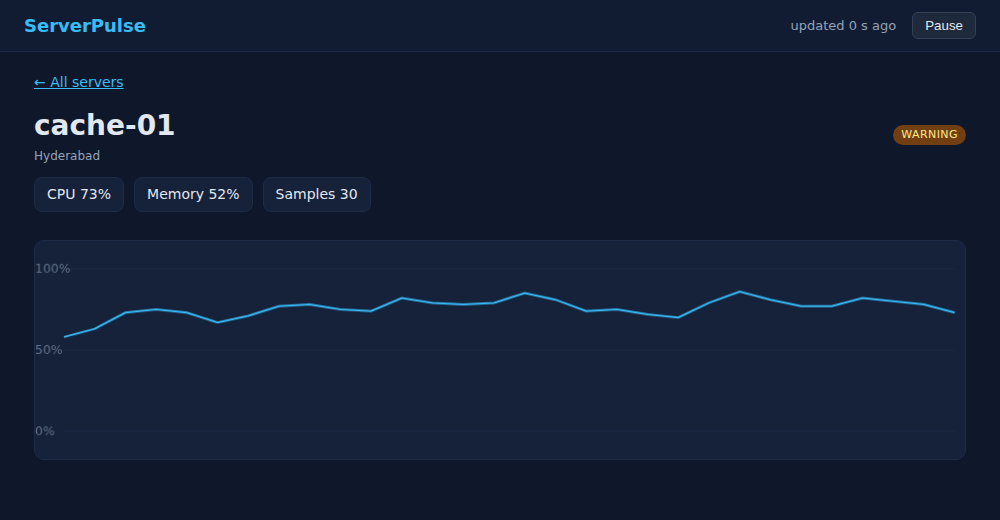 ServerPulse
updated 0 s ago
Pause
← All servers
cache-01
WARNING
Hyderabad
CPU 73%
Memory 52%
Samples 30
100%
50%
0%